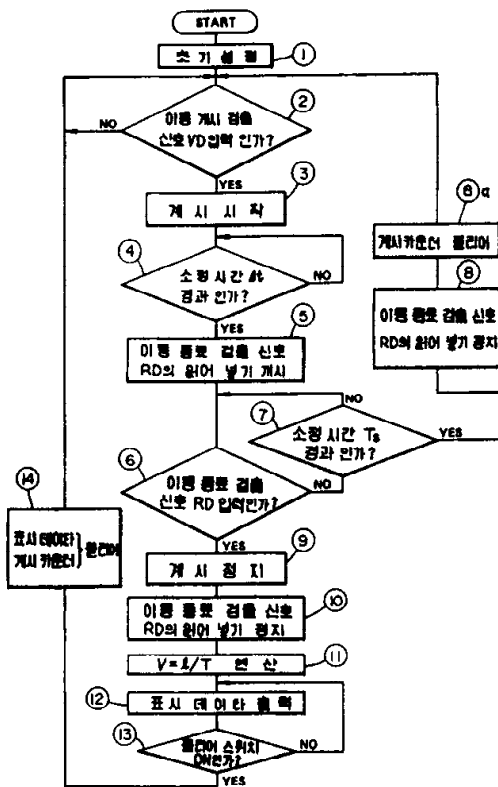 START
초기설정
①
이동 개시 검출
신호 VD입력 인가?
②
NO
YES
③
계시 시작
④
소정 시간 Δt
경과 인가?
NO
YES
⑤
이동 종료 검출 신호
RD의 읽어 넣기 개시
⑧a
계시카운터 클리어
⑧
이동 종료 검출 신호
RD의 읽어 넣기 정지
NO
⑦
소정 시간 Ts
경과 인가?
YES
⑥
이동 종료 검출
신호 RD 입력인가?
NO
YES
⑭
표시 데이타
계시 카운터
클리어
⑨
계시 정지
⑩
이동 종료 검출 신호
RD의 읽어 넣기 정지
V=ℓ/T 연산
⑪
⑫
표시 데이타 출력
⑬
클리어 스위치
ON인가?
NO
YES